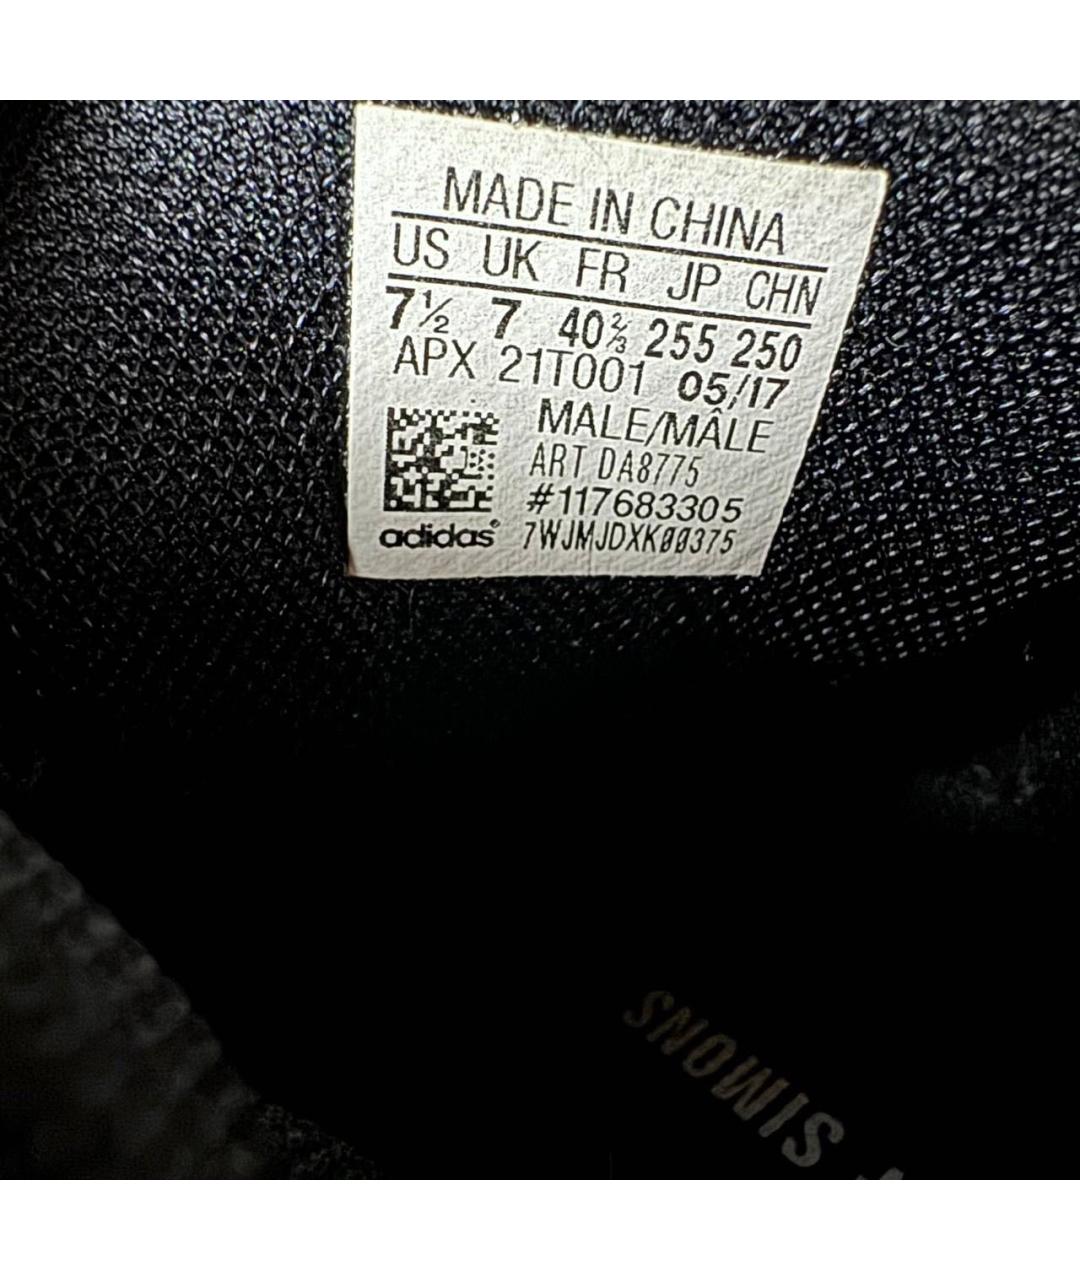 MADE IN CHINA
US UK FR JP CHN
7½ 7 40⅔ 255 250
APX 21T001 05/17
MALE/MÂLE
ART DA8775
#117683305
adidas® 7WJMJDXK00375
SIMONS